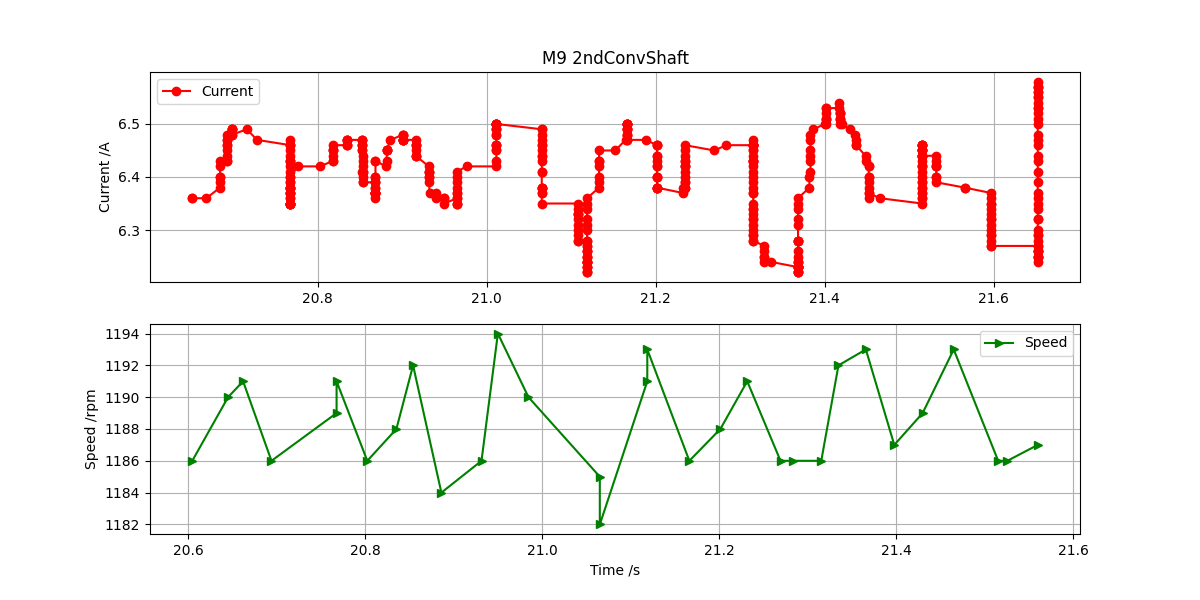 M9 2ndConvShaft
Current
Current /A
6.5
6.4
6.3
20.8 21.0 21.2 21.4 21.6
Speed
Speed /rpm
1194
1192
1190
1188
1186
1184
1182
20.6 20.8 21.0 21.2 21.4 21.6
Time /s